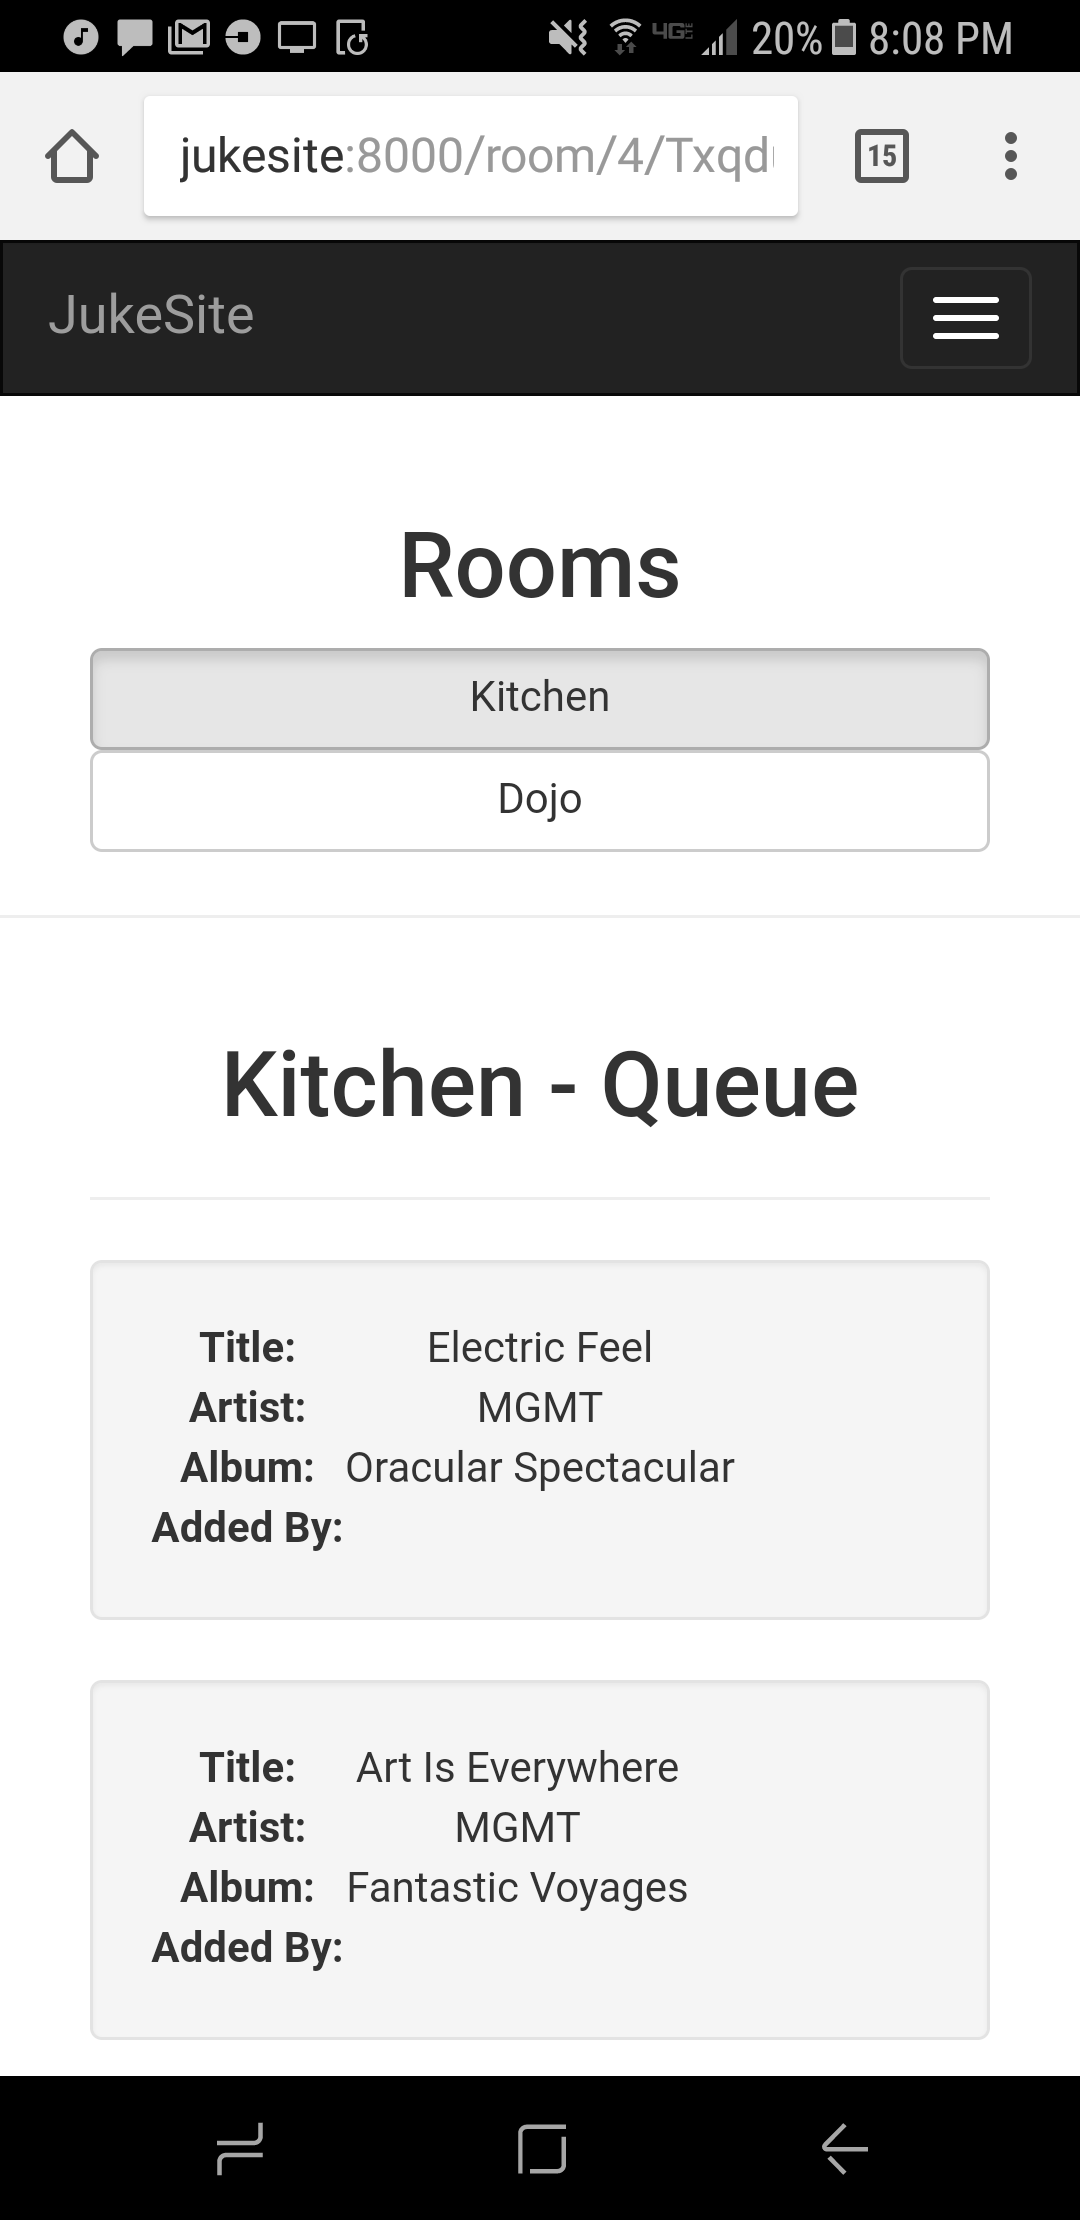 4G 20% 8:08 PM
jukesite:8000/room/4/Txqd
15
JukeSite
Rooms
Kitchen
Dojo
Kitchen - Queue
Title: Electric Feel
Artist: MGMT
Album: Oracular Spectacular
Added By:
Title: Art Is Everywhere
Artist: MGMT
Album: Fantastic Voyages
Added By: